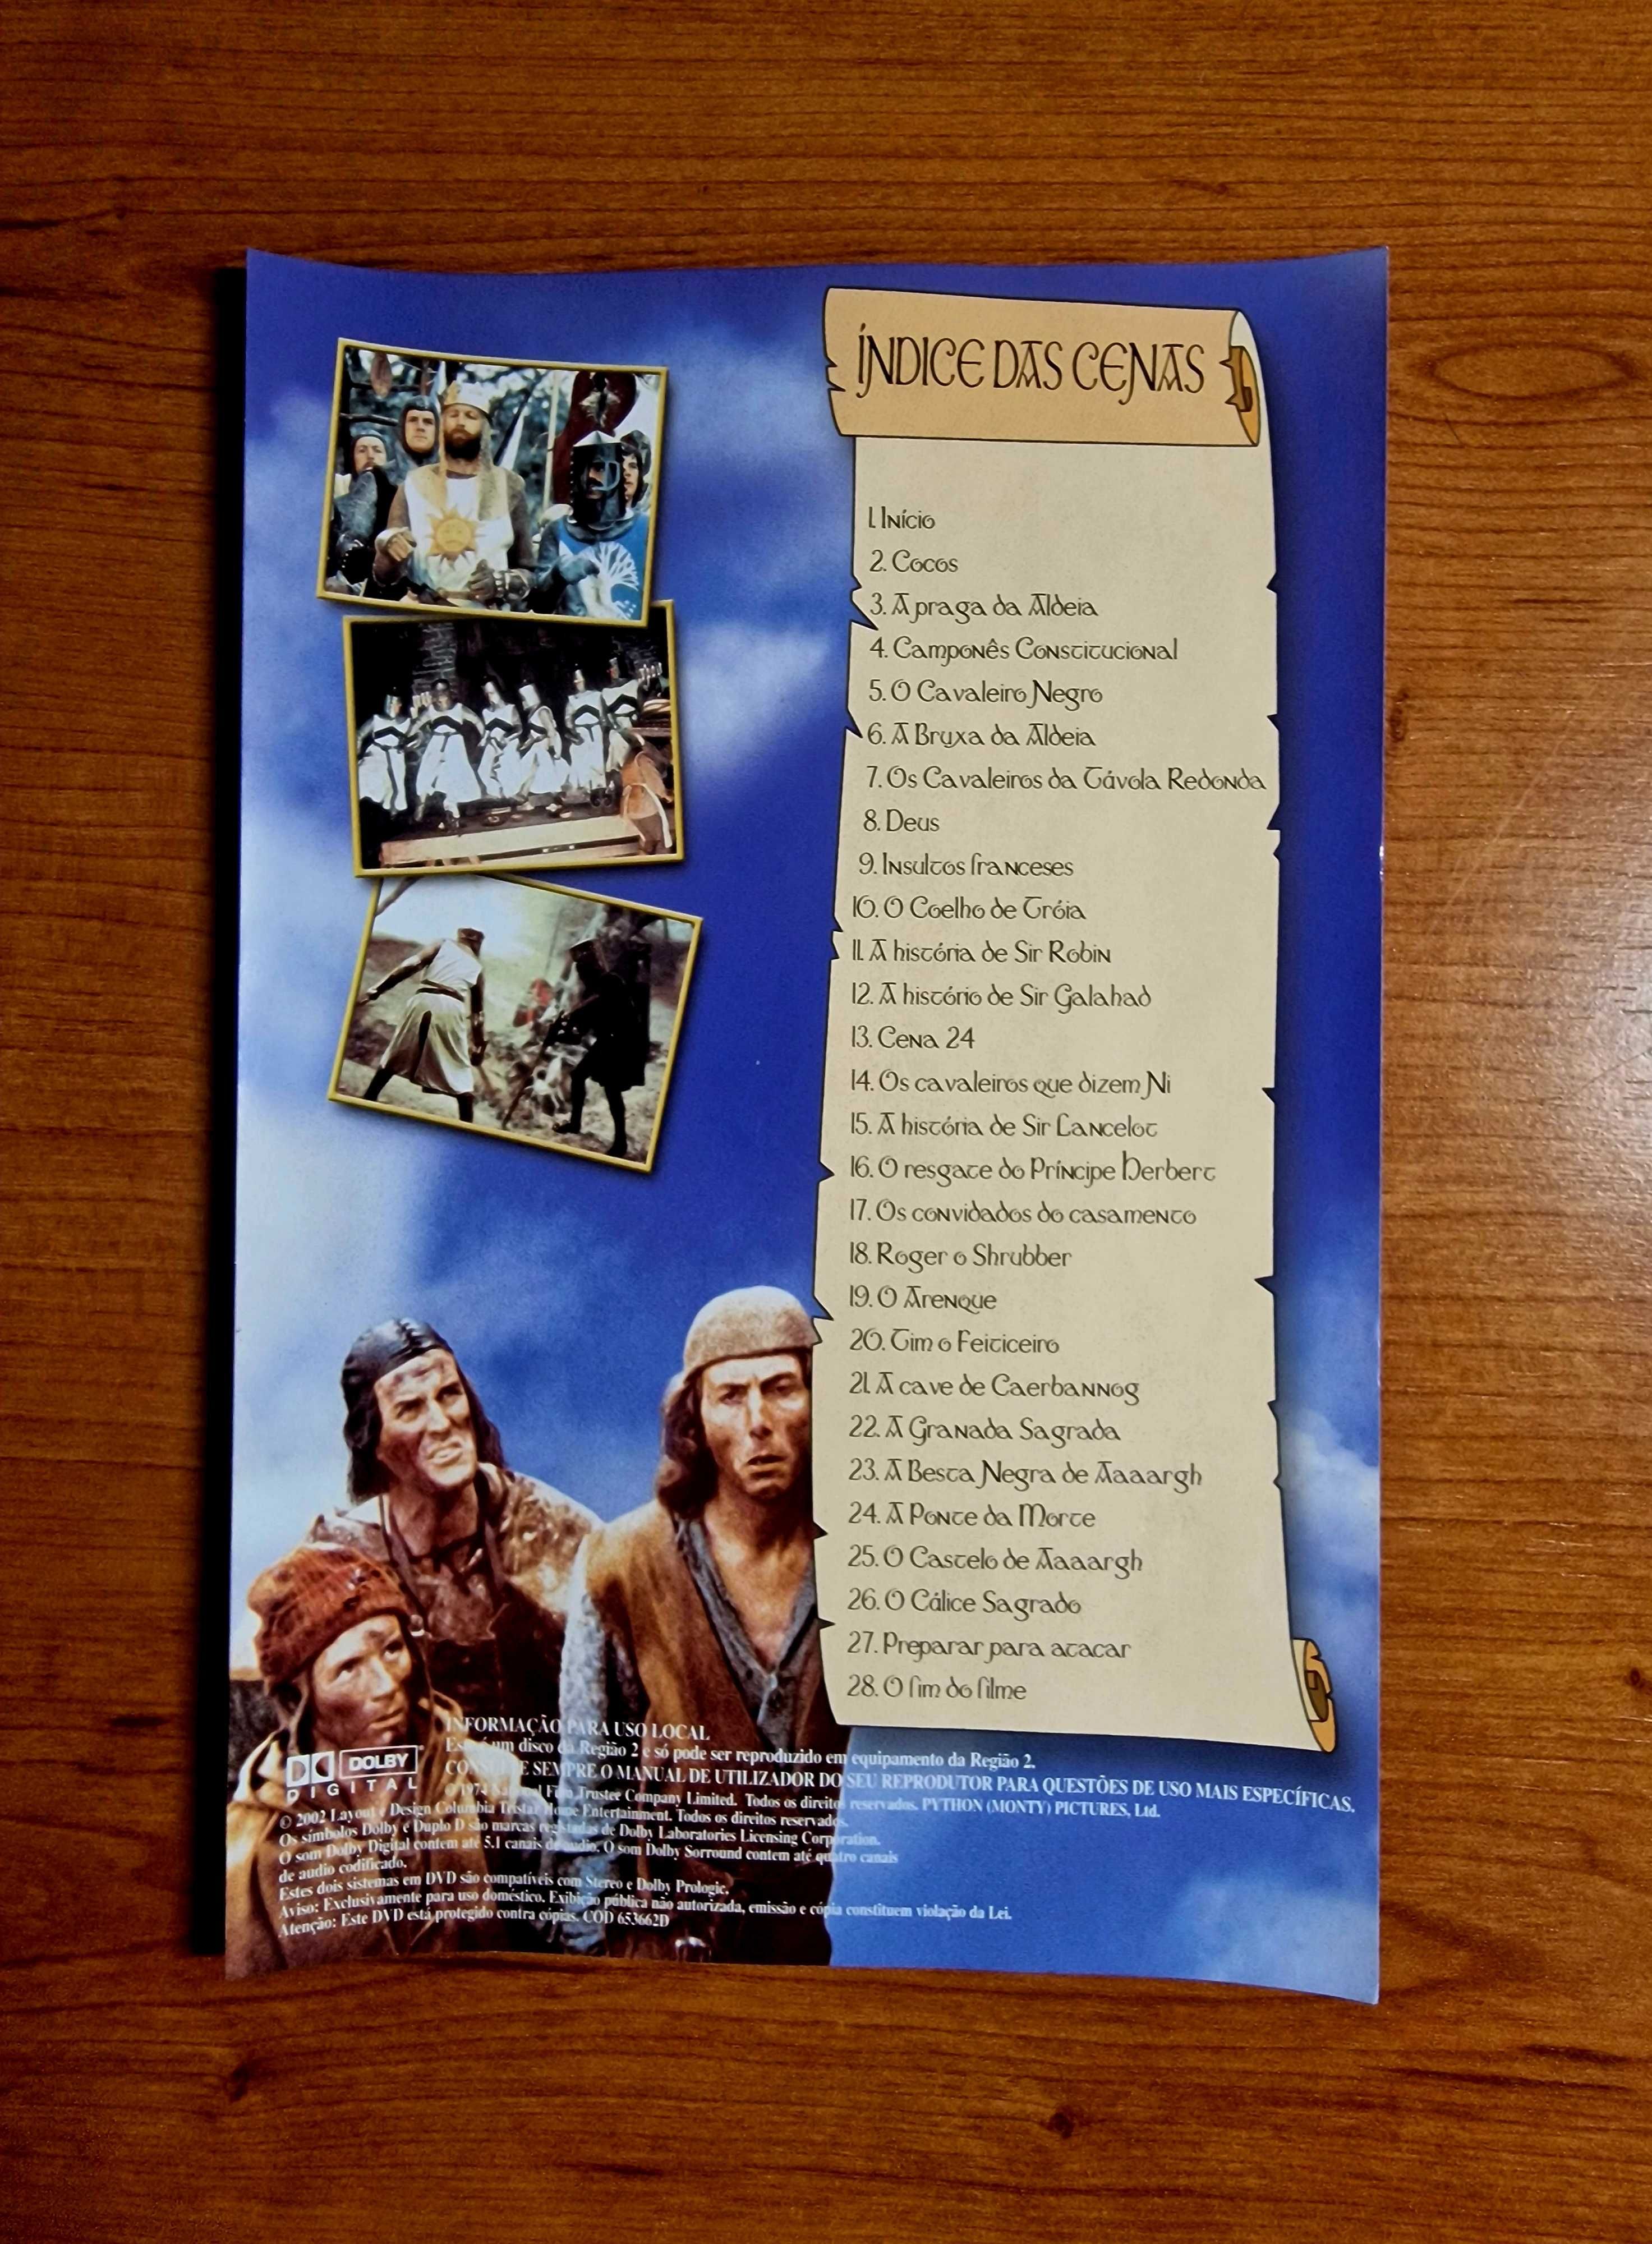 ÍNDICE DAS CENAS
1. Início
2. Cocos
3. A praga da Aldeia
4. Camponês Constitucional
5. O Cavaleiro Negro
6. A Bruxa da Aldeia
7. Os Cavaleiros da Távola Redonda
8. Deus
9. Insultos franceses
10. O Coelho de Tróia
11. A história de Sir Robin
12. A histório de Sir Galahad
13. Cena 24
14. Os cavaleiros que dizem Ni
15. A história de Sir Lancelot
16. O resgate do Príncipe Herbert
17. Os convidados do casamento
18. Roger o Shrubber
19. O Arenque
20. Tim o Feiticeiro
21. A cave de Caerbannog
22. A Granada Sagrada
23. A Besta Negra de Aaaargh
24. A Ponte da Morte
25. O Castelo de Aaaargh
26. O Cálice Sagrado
27. Preparar para atacar
28. O fim do filme
INFORMAÇÃO PARA USO LOCAL
Este é um disco da Região 2 e só pode ser reproduzido em equipamento da Região 2.
CONSULTE SEMPRE O MANUAL DE UTILIZADOR DO SEU REPRODUTOR PARA QUESTÕES DE USO MAIS ESPECÍFICAS.
DOLBY
DIGITAL
© 1974 National Film Trustee Company Limited. Todos os direitos reservados. PYTHON (MONTY) PICTURES, Ltd.
© 2002 Layout e Design Columbia Tristar Home Entertainment. Todos os direitos reservados.
Os símbolos Dolby e Duplo D são marcas registadas de Dolby Laboratories Licensing Corporation.
O som Dolby Digital contem até 5.1 canais de audio. O som Dolby Sorround contem até quatro canais
de audio codificado.
Estes dois sistemas em DVD são compatíveis com Stereo e Dolby Prologic.
Aviso: Exclusivamente para uso doméstico. Exibição pública não autorizada, emissão e cópia constituem violação da Lei.
Atenção: Este DVD está protegido contra cópias. COD 653662D